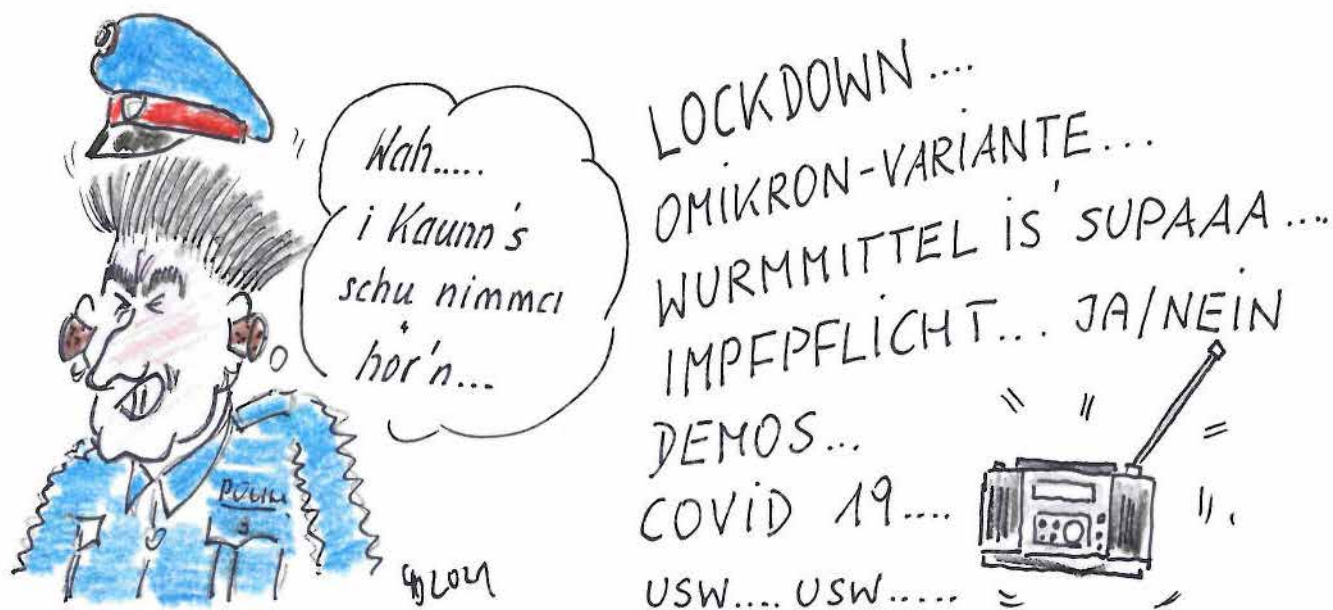 Wah.....
i Kaunn's
schu nimma
hör'n...
LOCKDOWN....
OMIKRON-VARIANTE...
WURMMITTEL IS' SUPAAA....
IMPFPFLICHT... JA/NEIN
DEMOS...
COVID 19....
USW.... USW.....
2021